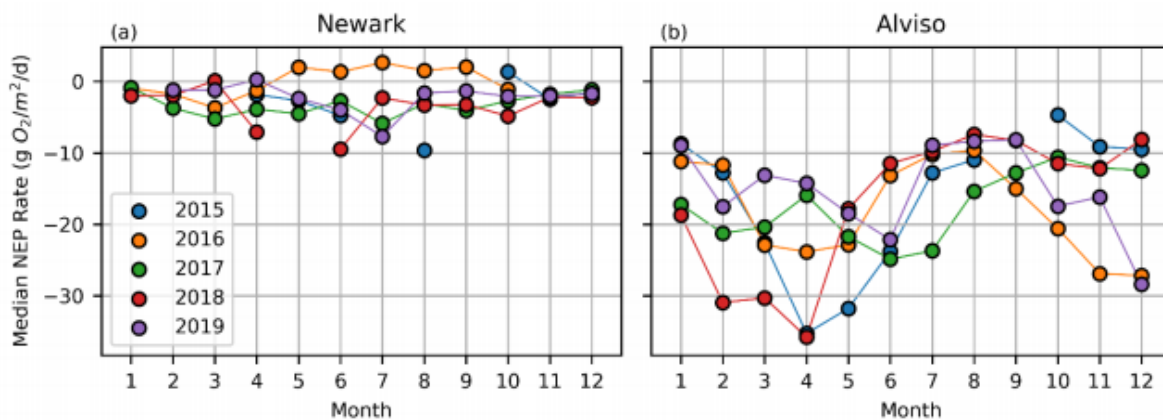 Newark
Alviso
(a)
(b)
Median NEP Rate (g O₂/m²/d)
0
−10
−20
−30
2015
2016
2017
2018
2019
1 2 3 4 5 6 7 8 9 10 11 12
1 2 3 4 5 6 7 8 9 10 11 12
Month
Month